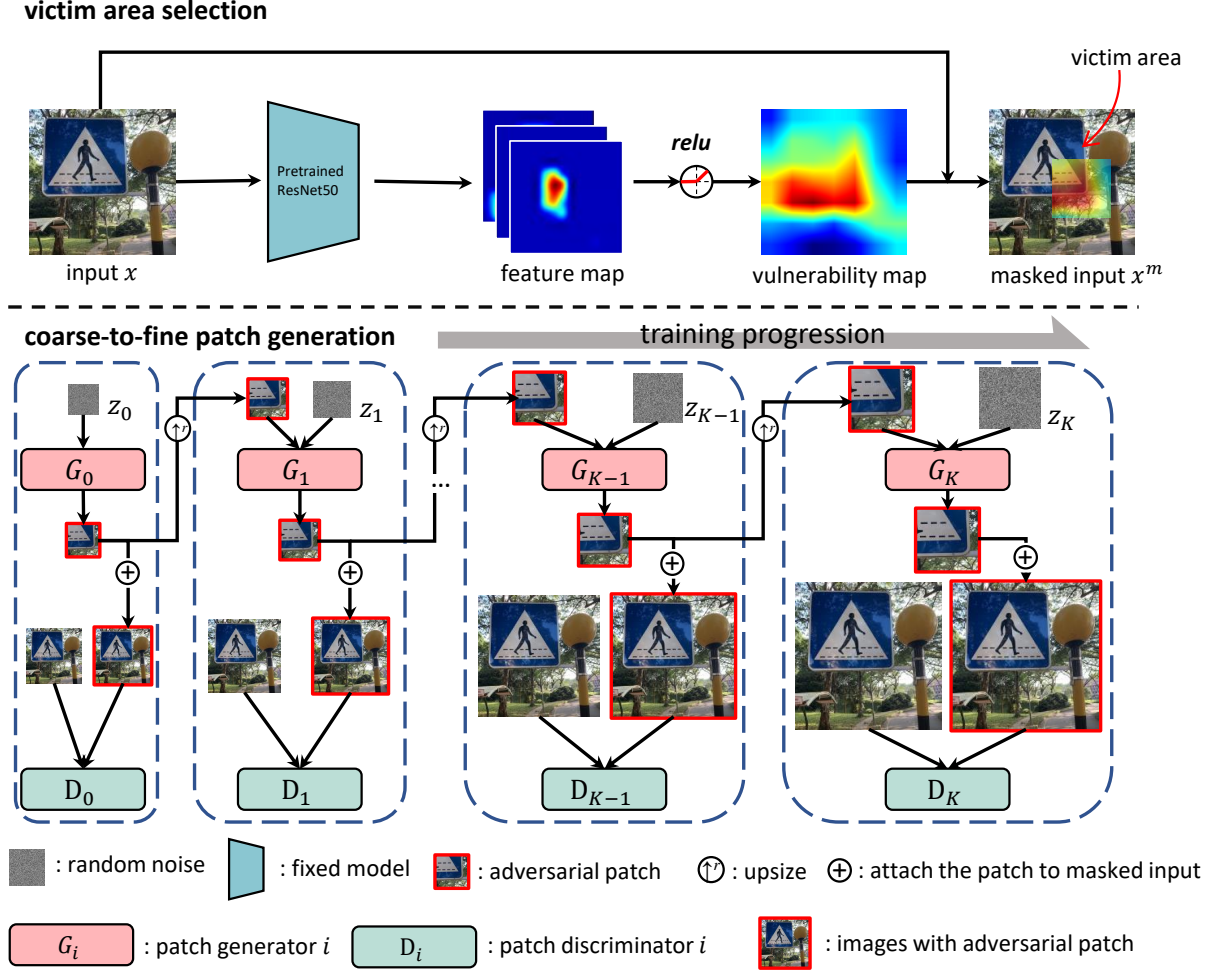 victim area selection
victim area
relu
Pretrained
ResNet50
input x
feature map
vulnerability map
masked input x^m
coarse-to-fine patch generation
training progression
z_0
z_1
z_{K-1}
z_K
↑r
↑r
↑r
G_0
G_1
...
G_{K-1}
G_K
D_0
D_1
D_{K-1}
D_K
: random noise
: fixed model
: adversarial patch
↑r : upsize
+ : attach the patch to masked input
G_i : patch generator i
D_i : patch discriminator i
: images with adversarial patch